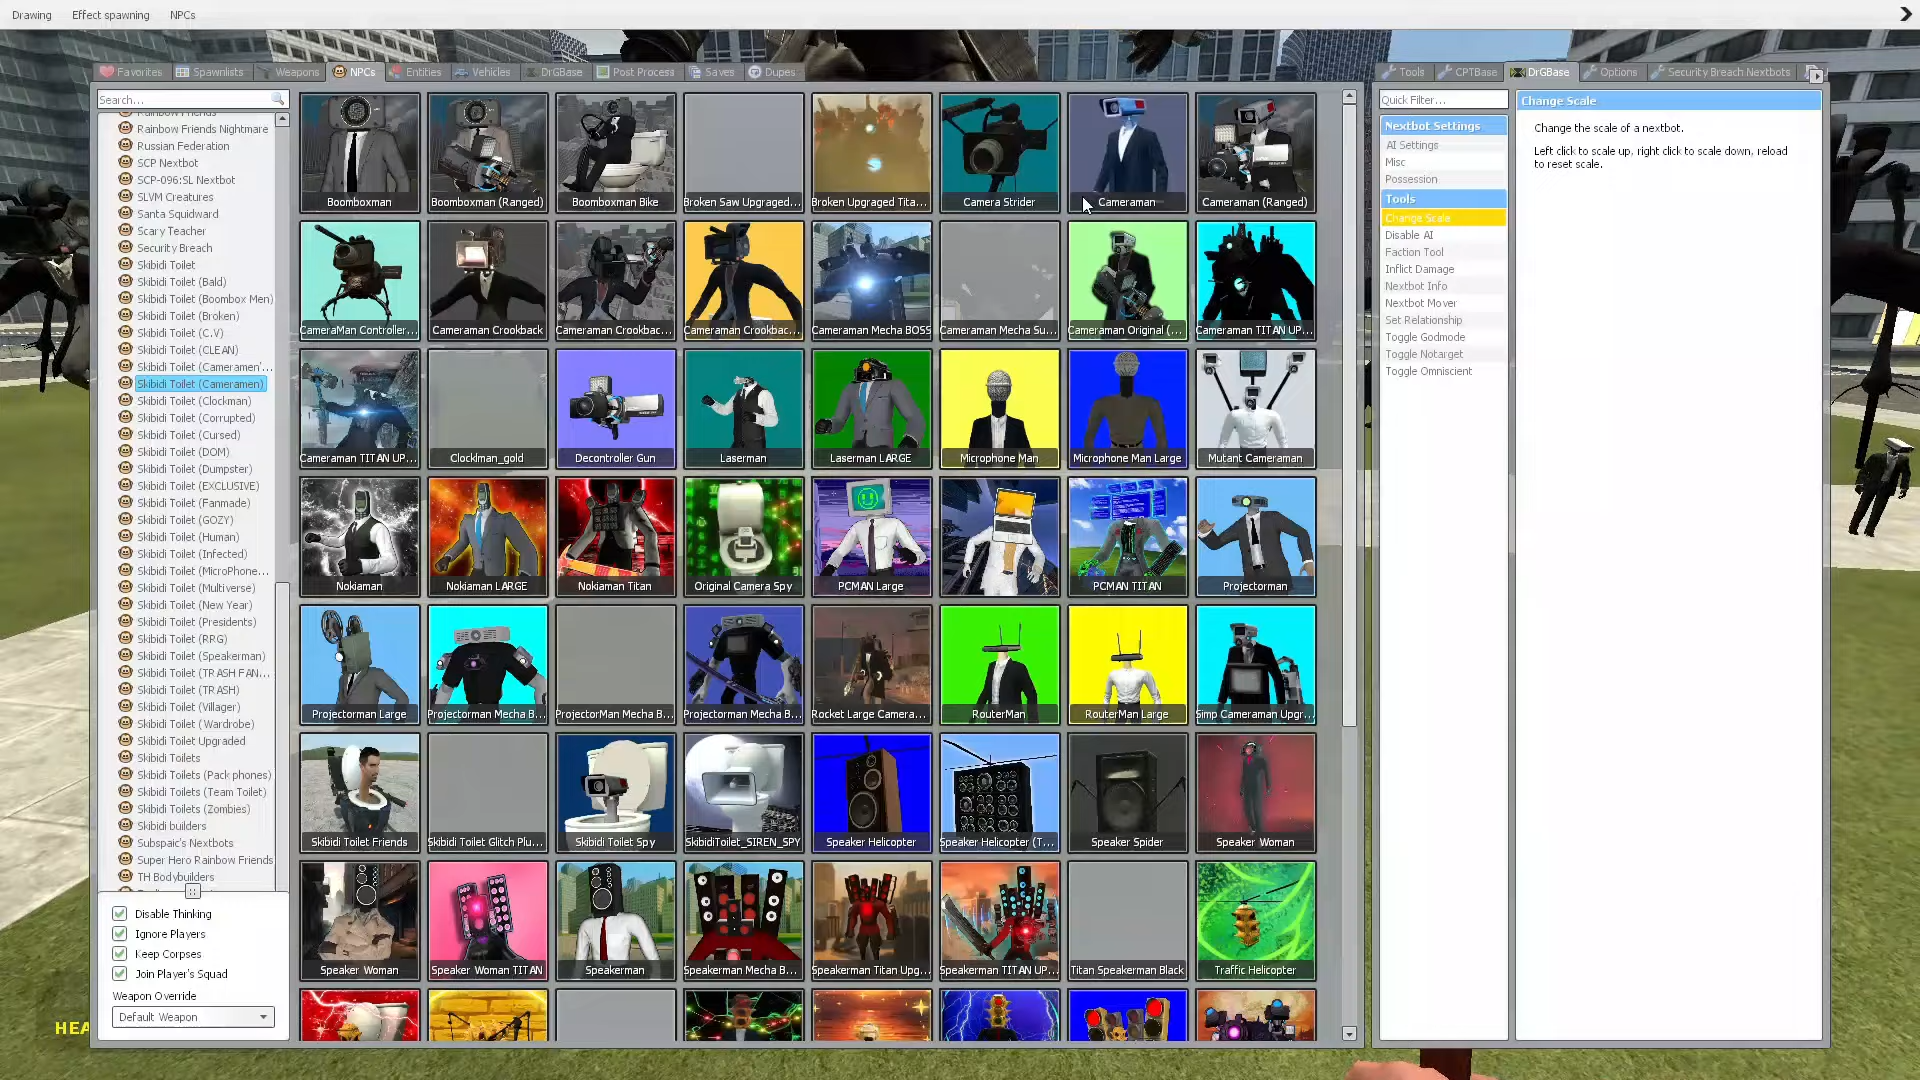 Drawing Effect spawning NPCs
Favorites Spawnlists Weapons NPCs Entities Vehicles DrGBase Post Process Saves Dupes
Tools CPTBase DrGBase Options Security Breach Nextbots
Search...
Rainbow Friends
Rainbow Friends Nightmare
Russian Federation
SCP Nextbot
SCP-096:SL Nextbot
SLVM Creatures
Santa Squidward
Scary Teacher
Security Breach
Skibidi Toilet
Skibidi Toilet (Bald)
Skibidi Toilet (Boombox Men)
Skibidi Toilet (Broken)
Skibidi Toilet (C.V)
Skibidi Toilet (CLEAN)
Skibidi Toilet (Cameramen'...
Skibidi Toilet (Cameramen)
Skibidi Toilet (Clockman)
Skibidi Toilet (Corrupted)
Skibidi Toilet (Cursed)
Skibidi Toilet (DOM)
Skibidi Toilet (Dumpster)
Skibidi Toilet (EXCLUSIVE)
Skibidi Toilet (Fanmade)
Skibidi Toilet (GOZY)
Skibidi Toilet (Human)
Skibidi Toilet (Infected)
Skibidi Toilet (MicroPhone...
Skibidi Toilet (Multiverse)
Skibidi Toilet (New Year)
Skibidi Toilet (Presidents)
Skibidi Toilet (RRG)
Skibidi Toilet (Speakerman)
Skibidi Toilet (TRASH FAN...
Skibidi Toilet (TRASH)
Skibidi Toilet (Villager)
Skibidi Toilet (Wardrobe)
Skibidi Toilet Upgraded
Skibidi Toilets
Skibidi Toilets (Pack phones)
Skibidi Toilets (Team Toilet)
Skibidi Toilets (Zombies)
Skibidi builders
Subspaic's Nextbots
Super Hero Rainbow Friends
TH Bodybuilders
Disable Thinking
Ignore Players
Keep Corpses
Join Player's Squad
Weapon Override
Default Weapon
HEA
Boomboxman Boomboxman (Ranged) Boomboxman Bike Broken Saw Upgraded... Broken Upgraded Tita... Camera Strider Cameraman Cameraman (Ranged)
CameraMan Controller... Cameraman Crookback Cameraman Crookbac... Cameraman Crookbac... Cameraman Mecha BOSS Cameraman Mecha Su... Cameraman Original (... Cameraman TITAN UP...
Cameraman TITAN UP... Clocklman_gold Decontroller Gun Laserman Laserman LARGE Microphone Man Microphone Man Large Mutant Cameraman
Nokiaman Nokiaman LARGE Nokiaman Titan Original Camera Spy PCMAN Large PCMAN TITAN Projectorman
Projectorman Large Projectorman Mecha B... ProjectorMan Mecha B... Projectorman Mecha B... Rocket Large Camera... RouterMan RouterMan Large Simp Cameraman Upgr...
Skibidi Toilet Friends Skibidi Toilet Glitch Plu... Skibidi Toilet Spy SkibidiToilet_SIREN_SPY Speaker Helicopter Speaker Helicopter (T... Speaker Spider Speaker Woman
Speaker Woman Speaker Woman TITAN Speakerman Speakerman Mecha B... Speakerman Titan Upg... Speakerman TITAN UP... Titan Speakerman Black Traffic Helicopter
Quick Filter...
Nextbot Settings
AI Settings
Misc
Possession
Tools
Change Scale
Disable AI
Faction Tool
Inflict Damage
Nextbot Info
Nextbot Mover
Set Relationship
Toggle Godmode
Toggle Notarget
Toggle Omniscient
Change Scale
Change the scale of a nextbot.
Left click to scale up, right click to scale down, reload
to reset scale.